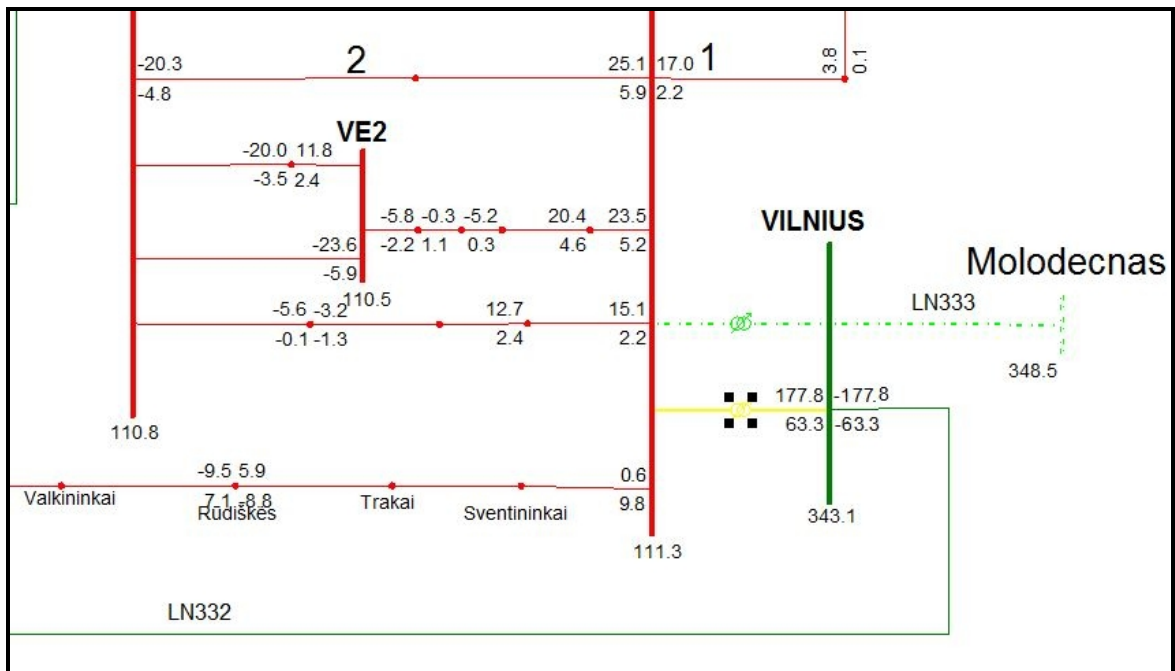 -20.3
2
25.1 17.0
1
3.8
0.1
-4.8
5.9 2.2
VE2
-20.0 11.8
-3.5 2.4
-5.8 -0.3 -5.2
20.4 23.5
VILNIUS
-2.2 1.1 0.3
4.6 5.2
-23.6
-5.9
110.5
Molodecnas
-5.6 -3.2
12.7
15.1
LN333
-0.1 -1.3
2.4
2.2
348.5
177.8 -177.8
63.3 -63.3
110.8
-9.5 5.9
0.6
Valkininkai
7.1 -8.8
Rudiskes
Trakai
Sventininkai
9.8
343.1
111.3
LN332